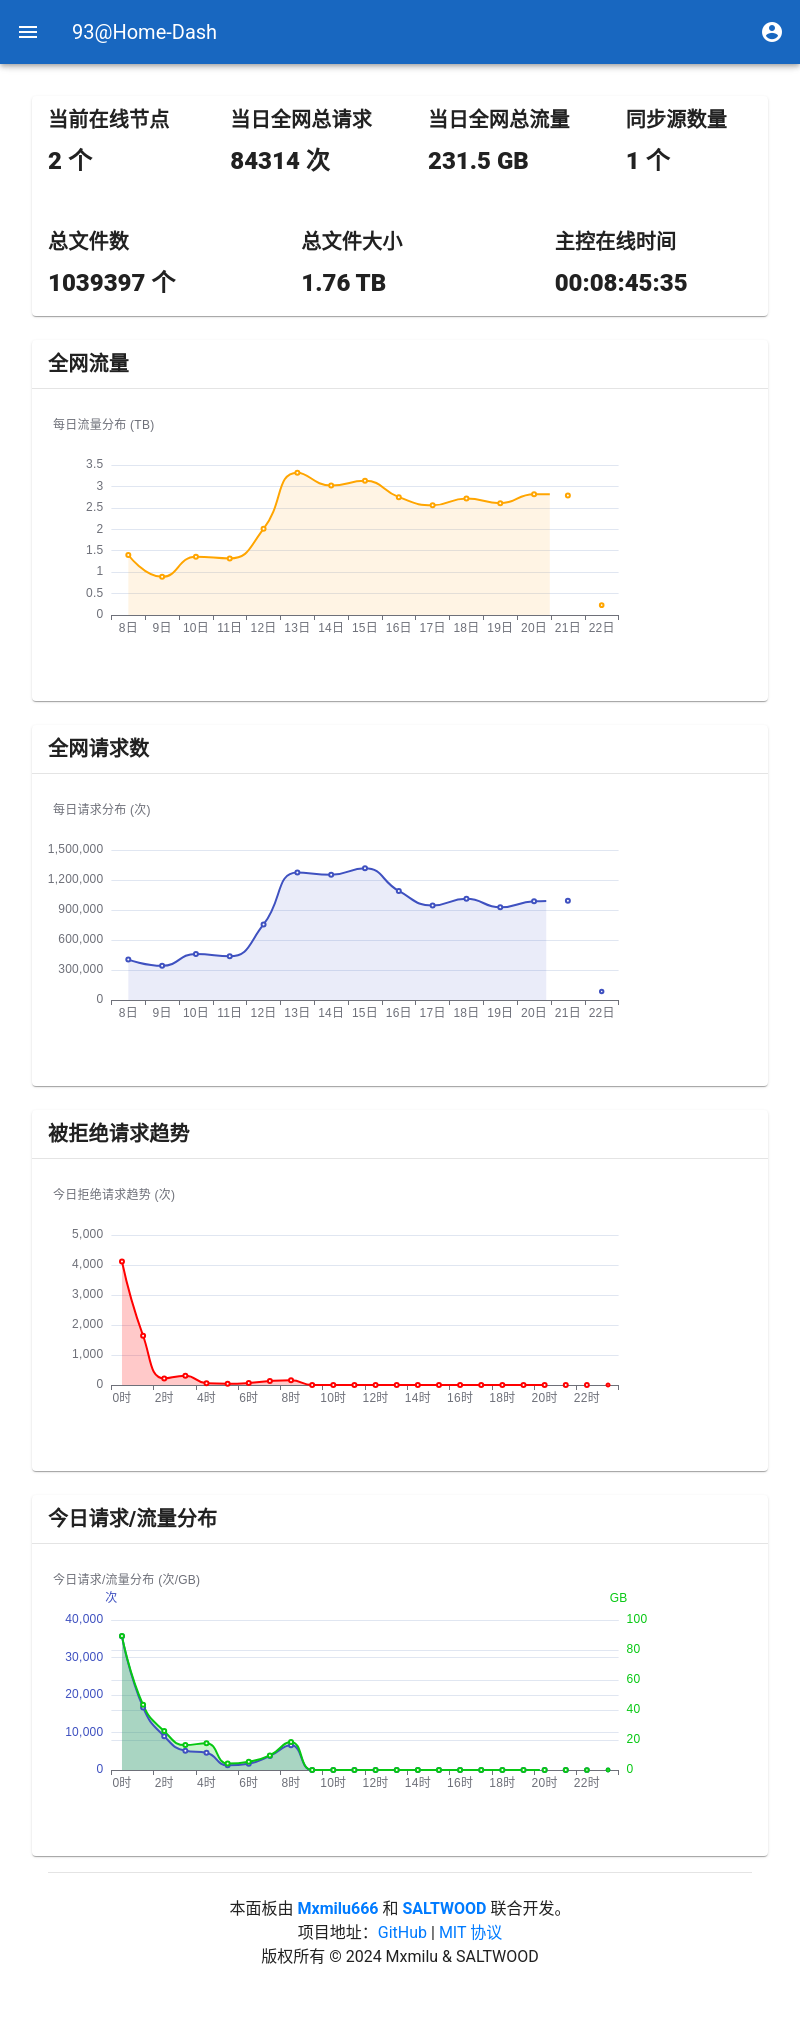 93@Home-Dash
当前在线节点 当日全网总请求 当日全网总流量 同步源数量
2 个 84314 次 231.5 GB 1 个
总文件数 总文件大小 主控在线时间
1039397 个 1.76 TB 00:08:45:35
全网流量
每日流量分布 (TB)
3.5
3
2.5
2
1.5
1
0.5
0
8日 9日 10日 11日 12日 13日 14日 15日 16日 17日 18日 19日 20日 21日 22日
全网请求数
每日请求分布 (次)
1,500,000
1,200,000
900,000
600,000
300,000
0
8日 9日 10日 11日 12日 13日 14日 15日 16日 17日 18日 19日 20日 21日 22日
被拒绝请求趋势
今日拒绝请求趋势 (次)
5,000
4,000
3,000
2,000
1,000
0
0时 2时 4时 6时 8时 10时 12时 14时 16时 18时 20时 22时
今日请求/流量分布
今日请求/流量分布 (次/GB)
次 GB
40,000 100
80
30,000
60
20,000
40
10,000
20
0 0
0时 2时 4时 6时 8时 10时 12时 14时 16时 18时 20时 22时
本面板由 Mxmilu666 和 SALTWOOD 联合开发。
项目地址：GitHub | MIT 协议
版权所有 © 2024 Mxmilu & SALTWOOD